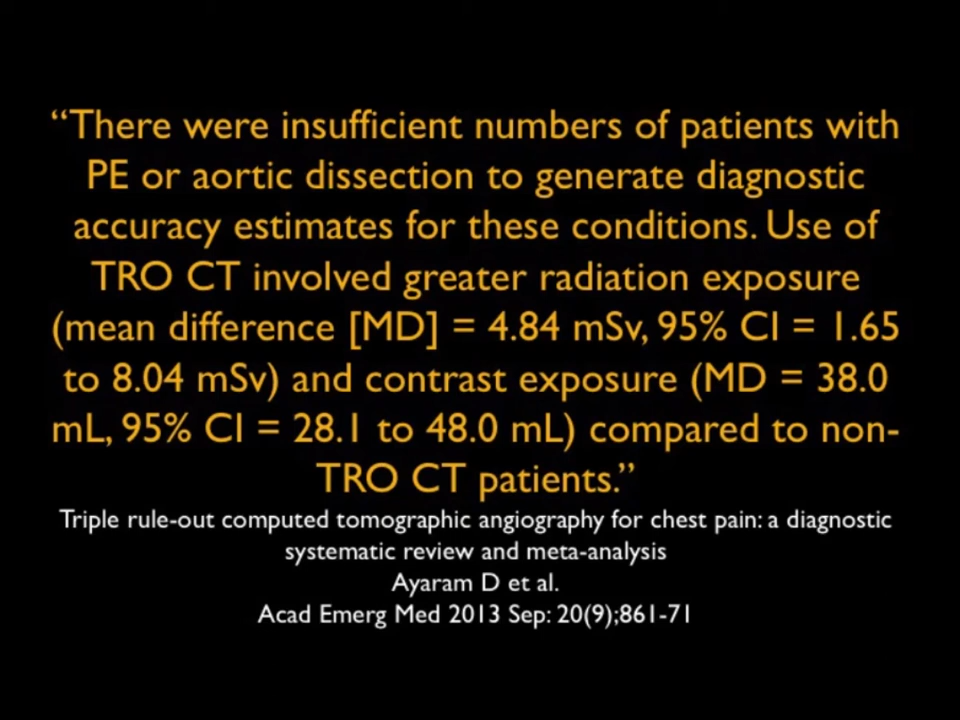 “There were insufficient numbers of patients with
PE or aortic dissection to generate diagnostic
accuracy estimates for these conditions. Use of
TRO CT involved greater radiation exposure
(mean difference [MD] = 4.84 mSv, 95% CI = 1.65
to 8.04 mSv) and contrast exposure (MD = 38.0
mL, 95% CI = 28.1 to 48.0 mL) compared to non-
TRO CT patients.”
Triple rule-out computed tomographic angiography for chest pain: a diagnostic
systematic review and meta-analysis
Ayaram D et al.
Acad Emerg Med 2013 Sep: 20(9);861-71